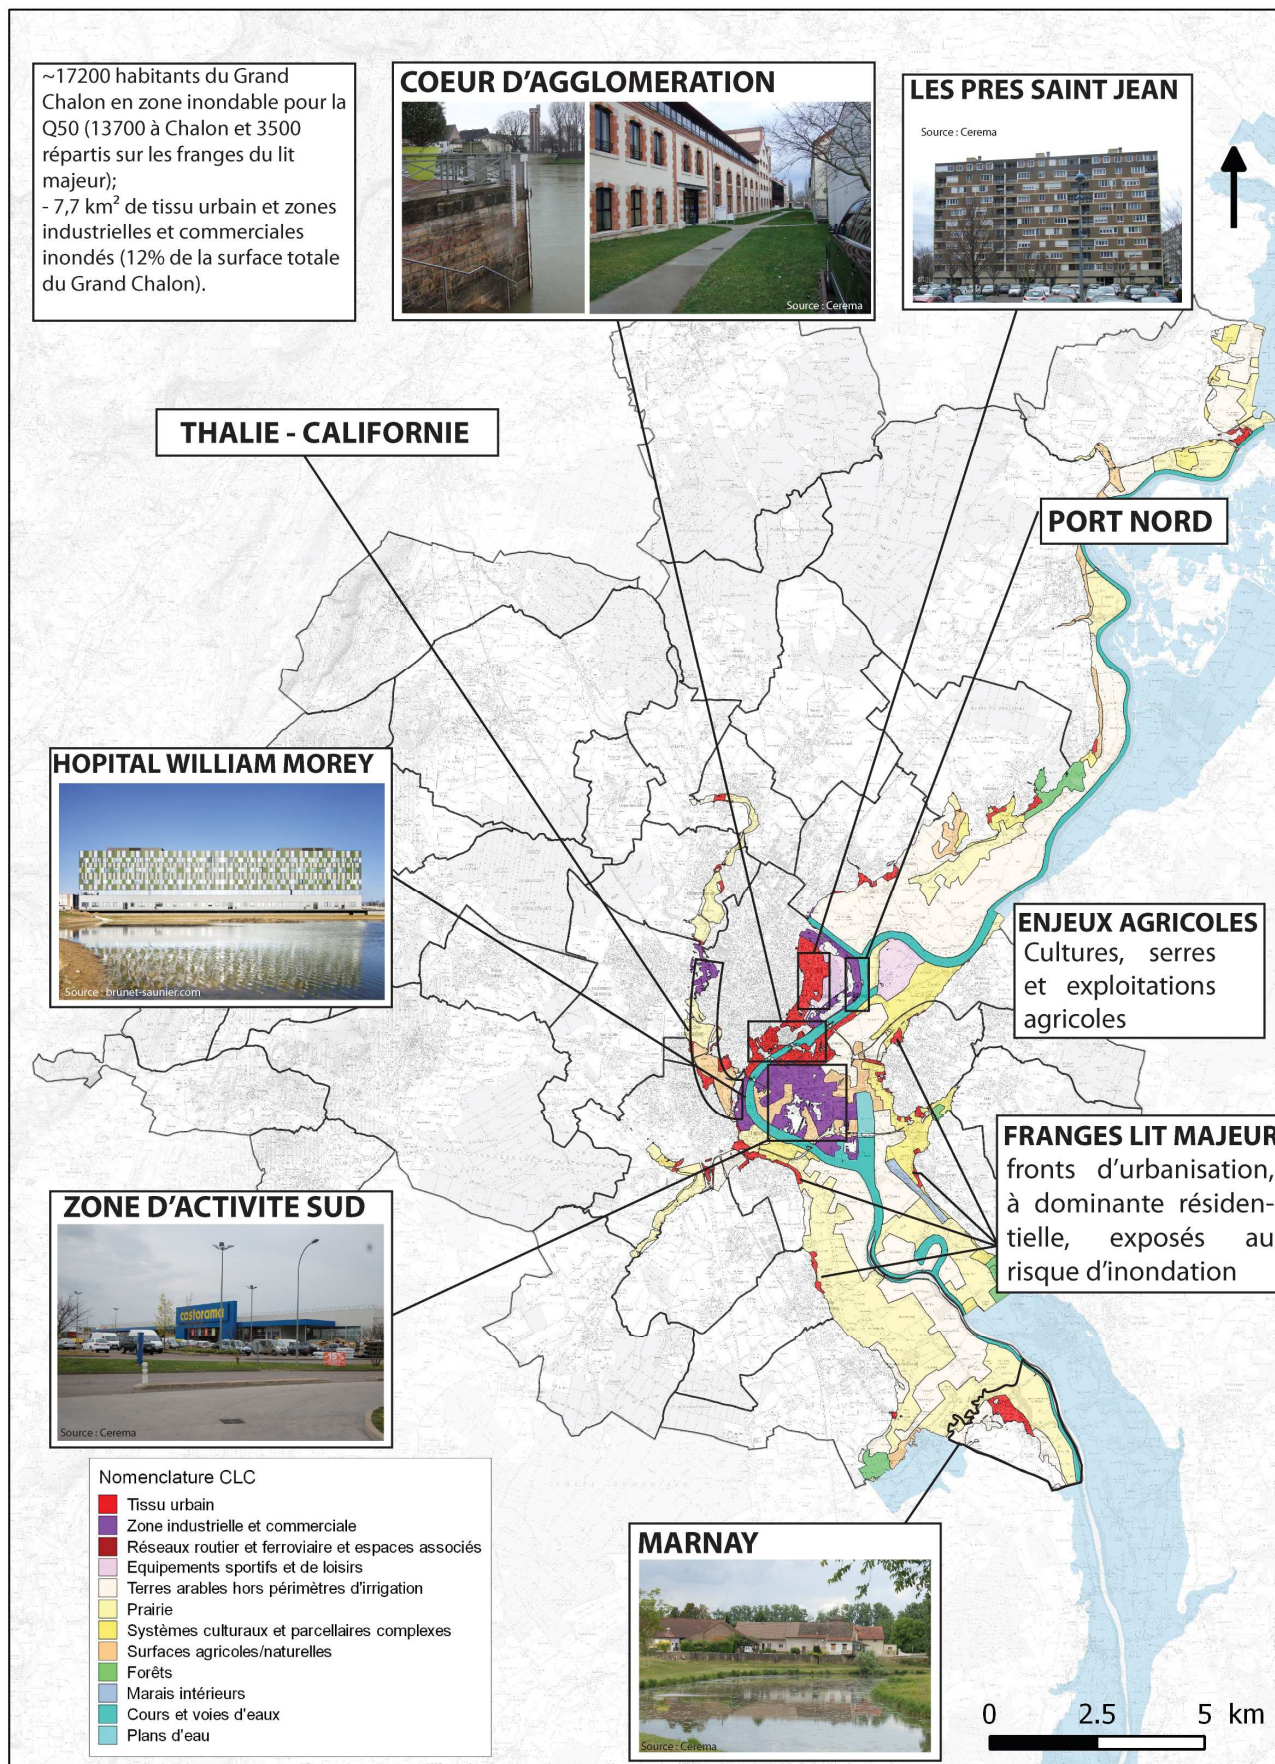 ~17200 habitants du Grand
Chalon en zone inondable pour la
Q50 (13700 à Chalon et 3500
répartis sur les franges du lit
majeur);
- 7,7 km² de tissu urbain et zones
industrielles et commerciales
inondés (12% de la surface totale
du Grand Chalon).
COEUR D'AGGLOMERATION
Source : Cerema
LES PRES SAINT JEAN
Source : Cerema
THALIE - CALIFORNIE
PORT NORD
HOPITAL WILLIAM MOREY
Source : brunet-saunier.com
ENJEUX AGRICOLES
Cultures, serres
et exploitations
agricoles
FRANGES LIT MAJEUR
fronts d'urbanisation,
à dominante résiden-
tielle, exposés au
risque d'inondation
ZONE D'ACTIVITE SUD
castorama
-15%
Source : Cerema
Nomenclature CLC
Tissu urbain
Zone industrielle et commerciale
Réseaux routier et ferroviaire et espaces associés
Equipements sportifs et de loisirs
Terres arables hors périmètres d'irrigation
Prairie
Systèmes culturaux et parcellaires complexes
Surfaces agricoles/naturelles
Forêts
Marais intérieurs
Cours et voies d'eaux
Plans d'eau
MARNAY
Source : Cerema
0 2.5 5 km